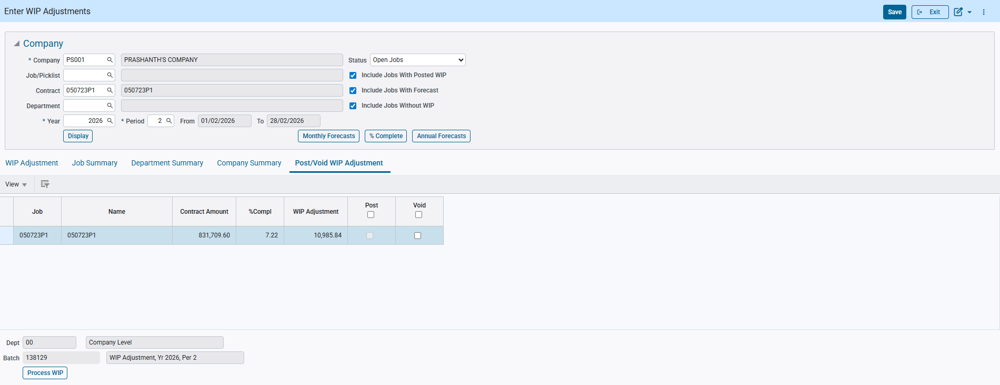 Enter WIP Adjustments
Save
Exit
Company
* Company PS001 PRASHANTH'S COMPANY Status Open Jobs
Job/Picklist Include Jobs With Posted WIP
Contract 050723P1 050723P1 Include Jobs With Forecast
Department Include Jobs Without WIP
* Year 2026 * Period 2 From 01/02/2026 To 28/02/2026
Display Monthly Forecasts % Complete Annual Forecasts
WIP Adjustment Job Summary Department Summary Company Summary Post/Void WIP Adjustment
View
Job Name Contract Amount %Compl WIP Adjustment Post Void
050723P1 050723P1 831,709.60 7.22 10,985.84
Dept 00 Company Level
Batch 138129 WIP Adjustment, Yr 2026, Per 2
Process WIP